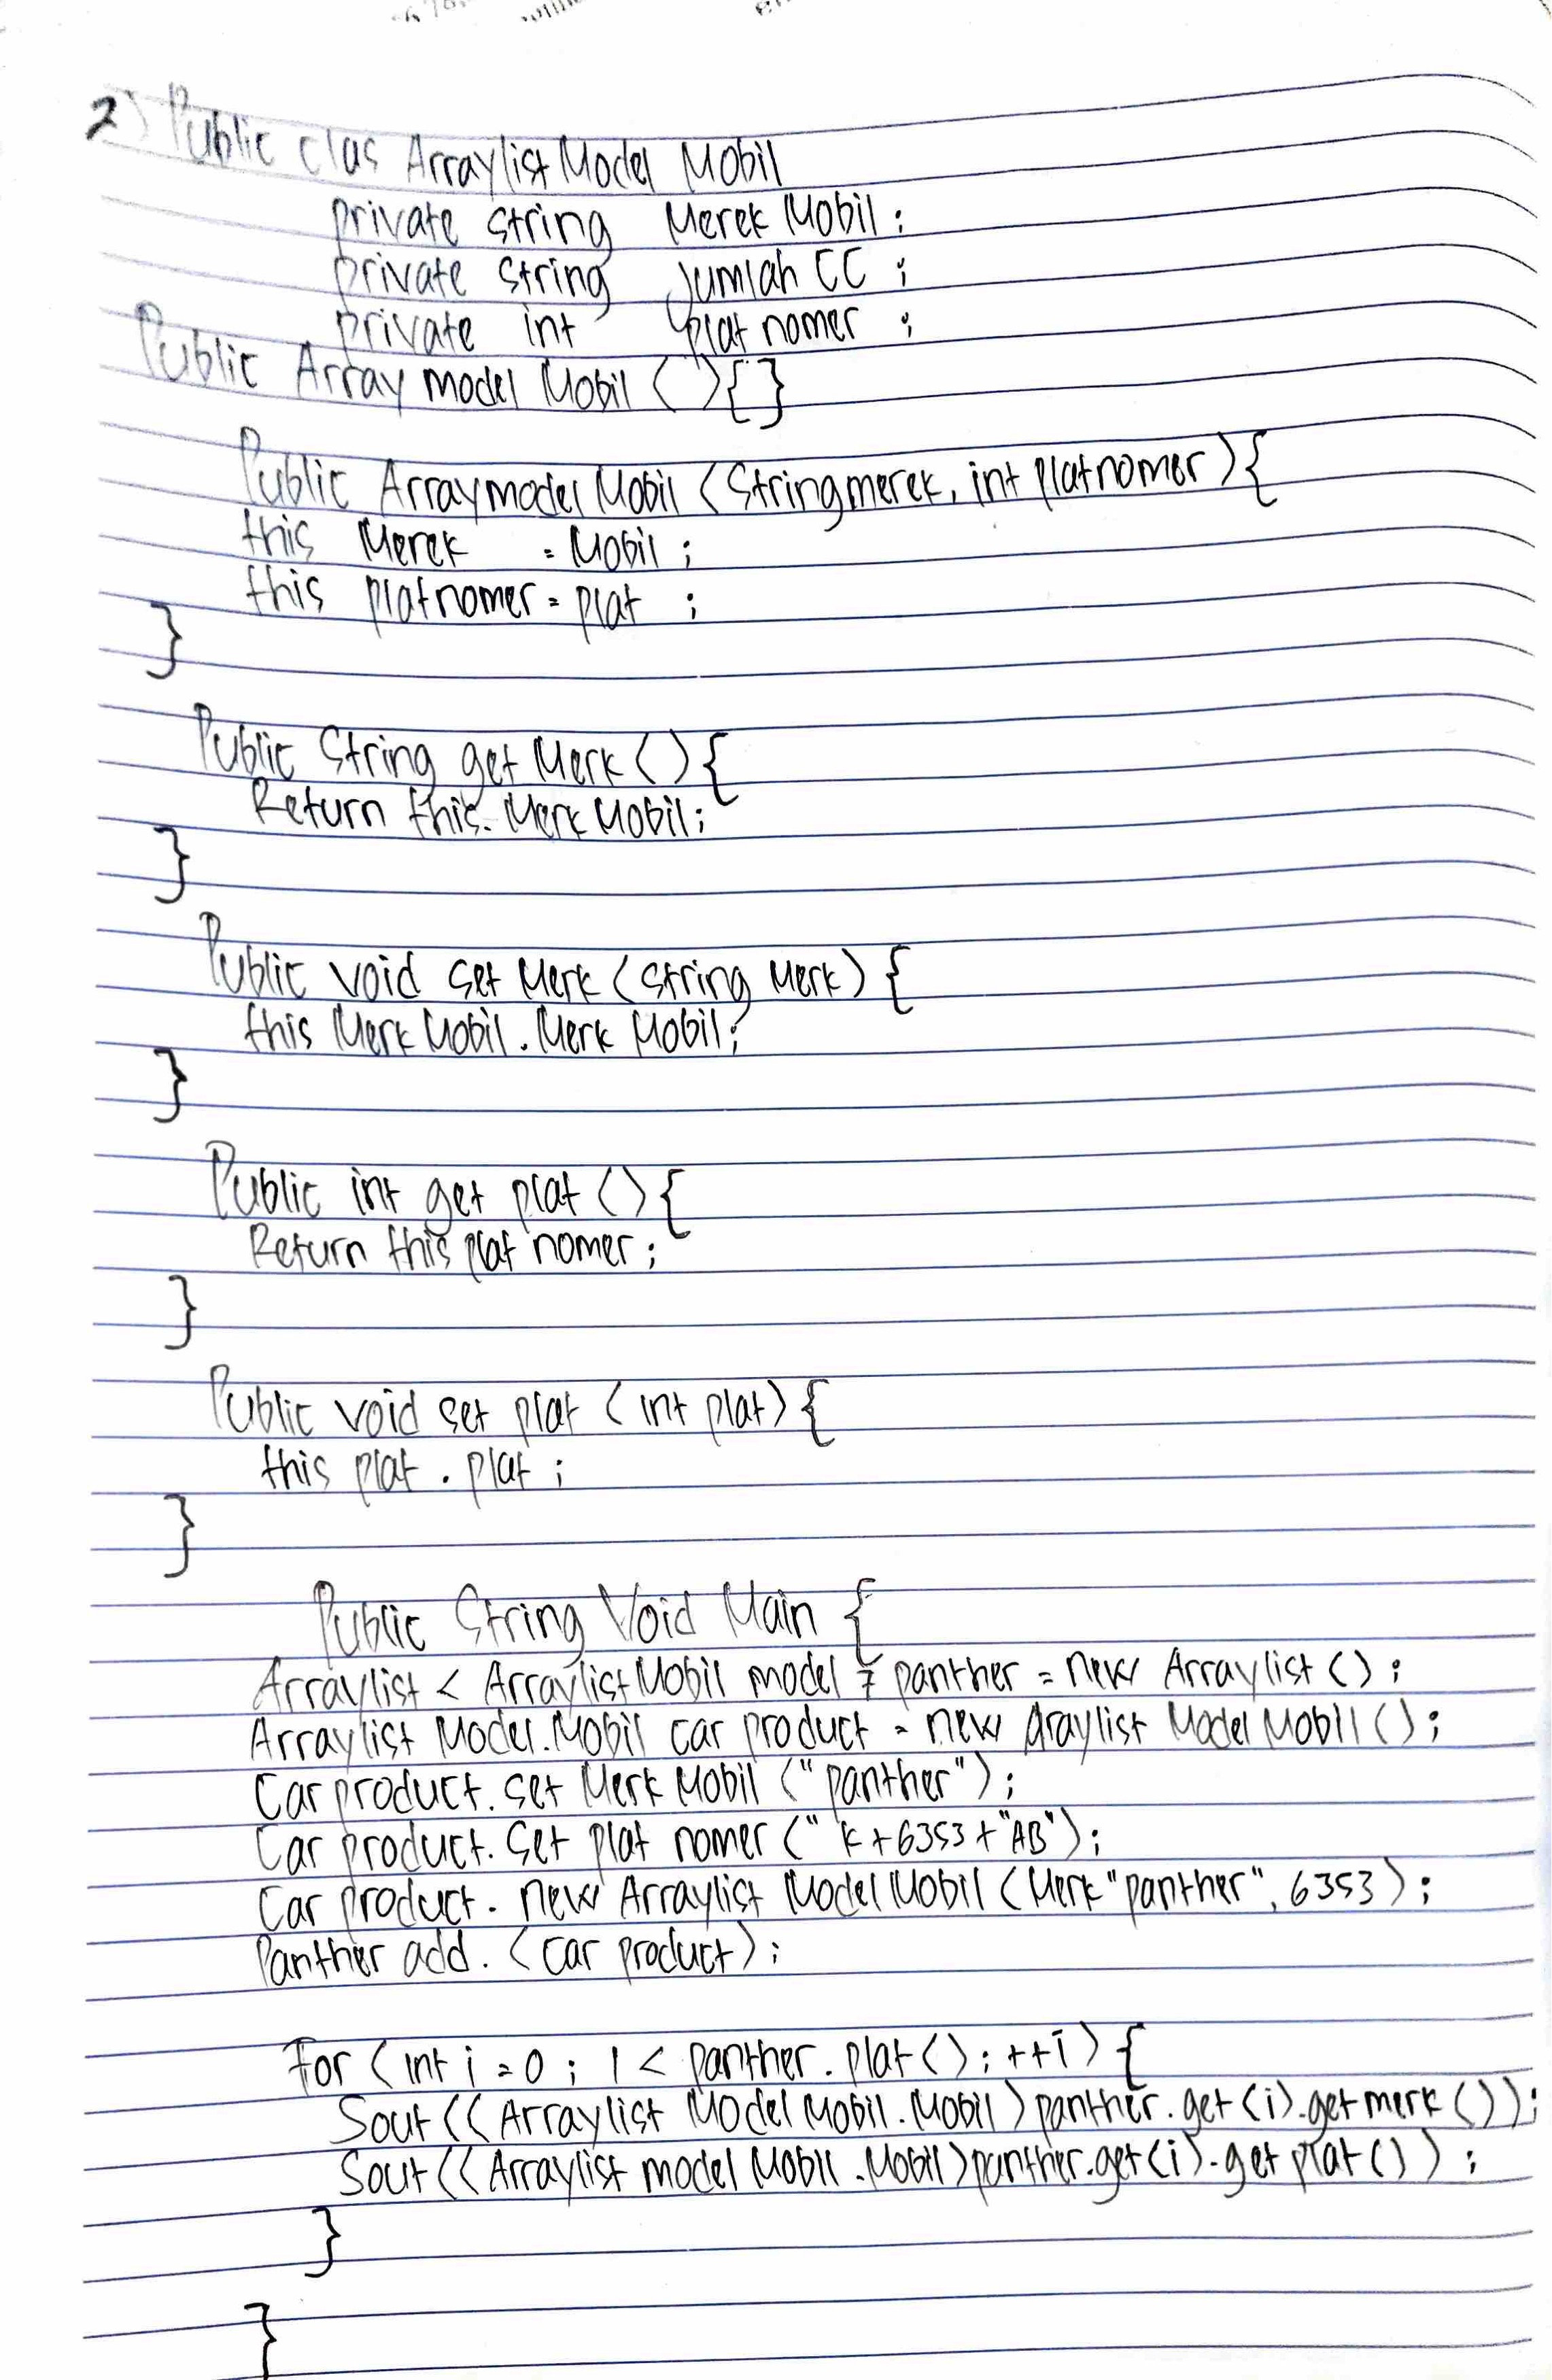 2) Public clas Arraylist Model Mobil
private string Merek Mobil ;
private string Jumlah CC ;
private int plat nomer ;
Public Array model Mobil ( ) { }
Public Array model Mobil ( String merek, int platnomer ) {
this Merek = Mobil ;
this platnomer = plat ;
}
Public String get Merk ( ) {
Return this. Merk Mobil ;
}
Public void set Merk ( string Merk ) {
this Merk Mobil . Merk Mobil ;
}
Public int get plat ( ) {
Return this plat nomer ;
}
Public void set plat ( int plat ) {
this plat . plat ;
}
Public String Void Main {
Arraylist < Arraylist Mobil model > panther = new Arraylist ( ) ;
Arraylist Model . Mobil car product = new Araylist Model Mobil ( ) ;
Car product. set Merk Mobil ( "panther" ) ;
Car product. Set plat nomer ( " K + 6353 + "AB" ) ;
Car product. new Arraylist Model Mobil ( Merk "panther", 6353 ) ;
Panther add. ( car product ) ;
For ( int i = 0 ; i < panther . plat ( ) ; ++i ) {
Sout ( ( Arraylist Model Mobil . Mobil ) panther . get ( i ) . get merk ( ) ) ;
Sout ( ( Arraylist model Mobil . Mobil ) panther . get ( i ) . get plat ( ) ) ;
}
}